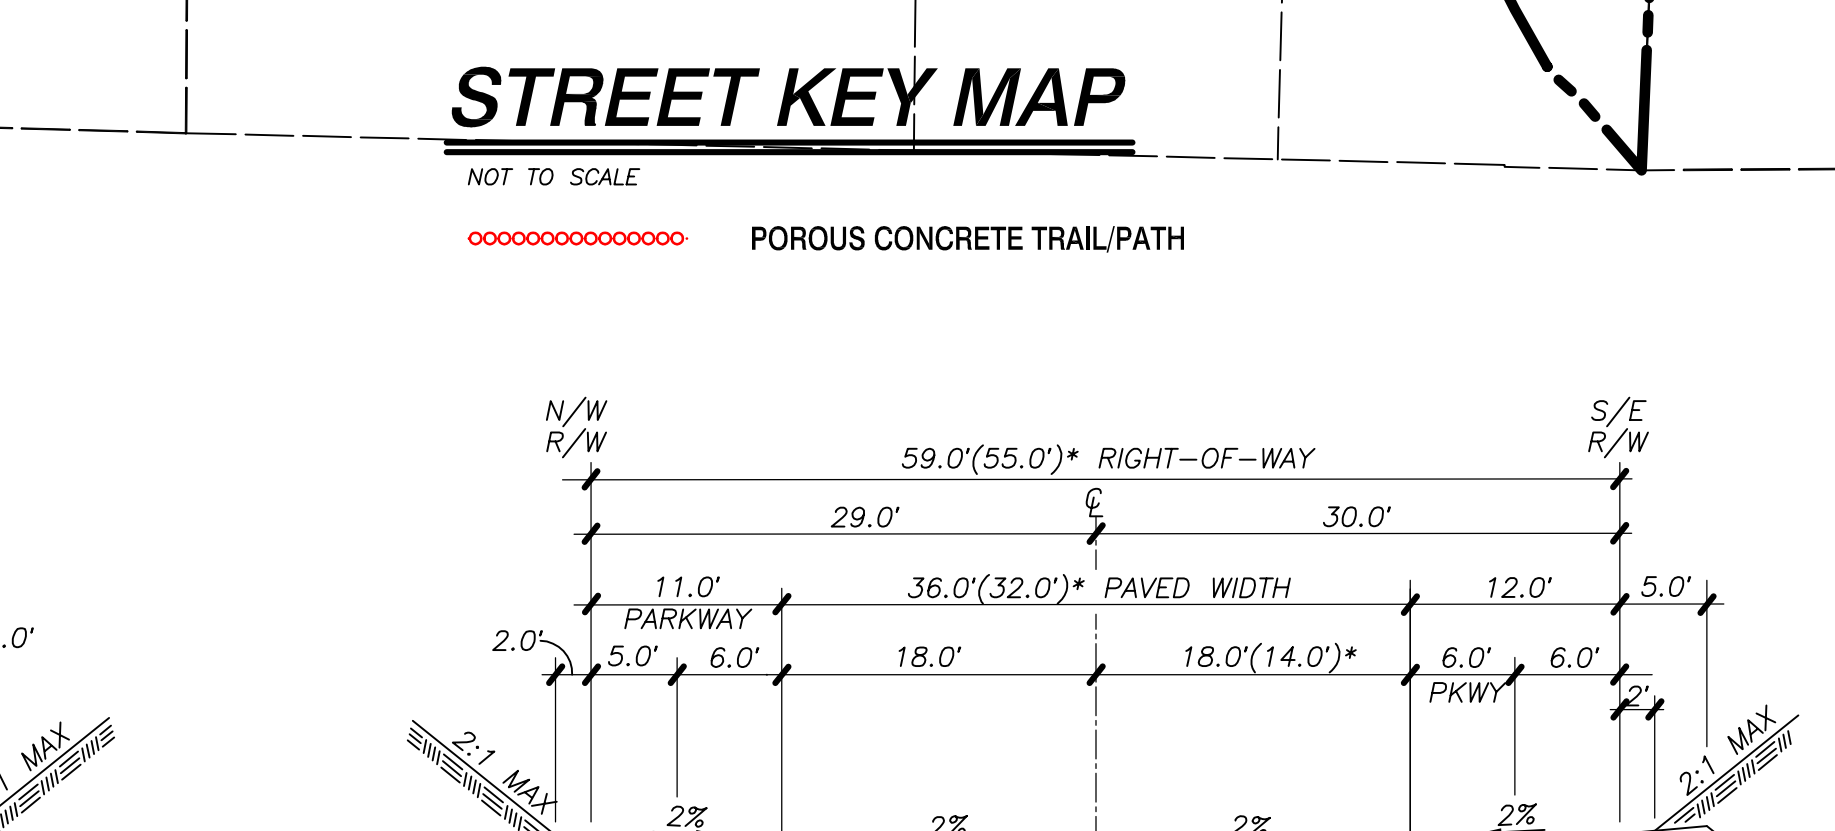 STREET KEY MAP
NOT TO SCALE
POROUS CONCRETE TRAIL/PATH
N/W
R/W
S/E
R/W
59.0'(55.0')* RIGHT-OF-WAY
℄
29.0'
30.0'
11.0'
PARKWAY
36.0'(32.0')* PAVED WIDTH
12.0'
5.0'
.0'
2.0'
5.0'
6.0'
18.0'
18.0'(14.0')*
6.0'
PKWY
6.0'
2'
MAX
2:1 MAX
2:1 MAX
2%
2%
2%
2%